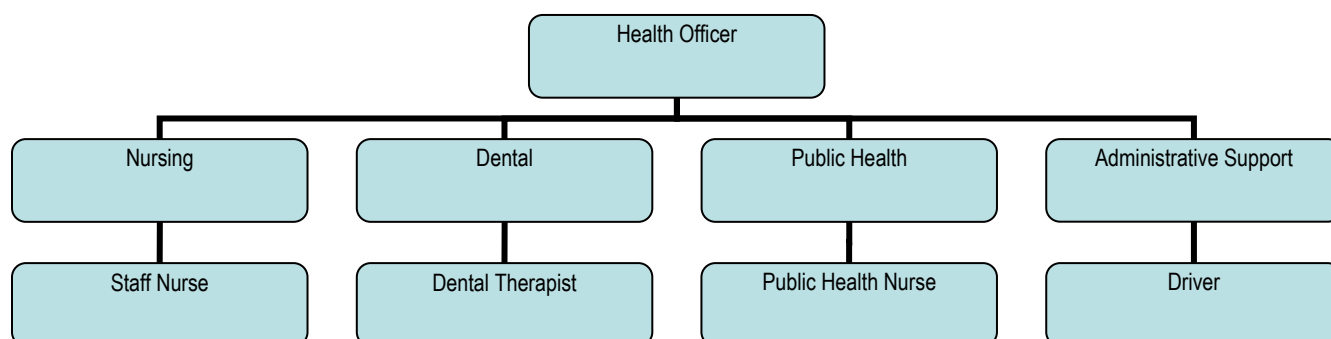 Health Officer
Nursing
Dental
Public Health
Administrative Support
Staff Nurse
Dental Therapist
Public Health Nurse
Driver